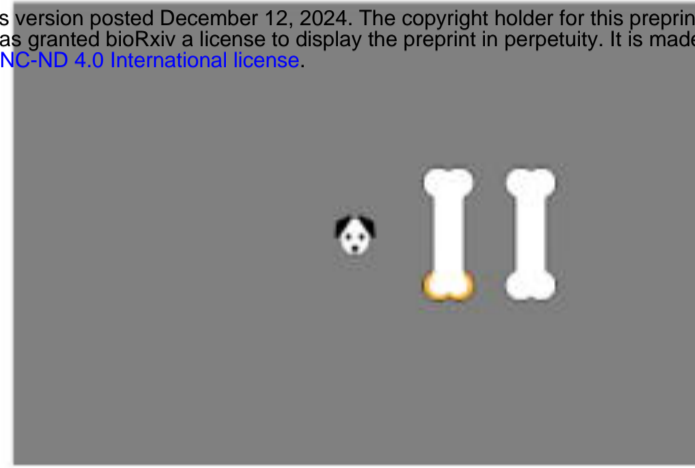 s version posted December 12, 2024. The copyright holder for this preprin
as granted bioRxiv a license to display the preprint in perpetuity. It is made
NC-ND 4.0 International license.